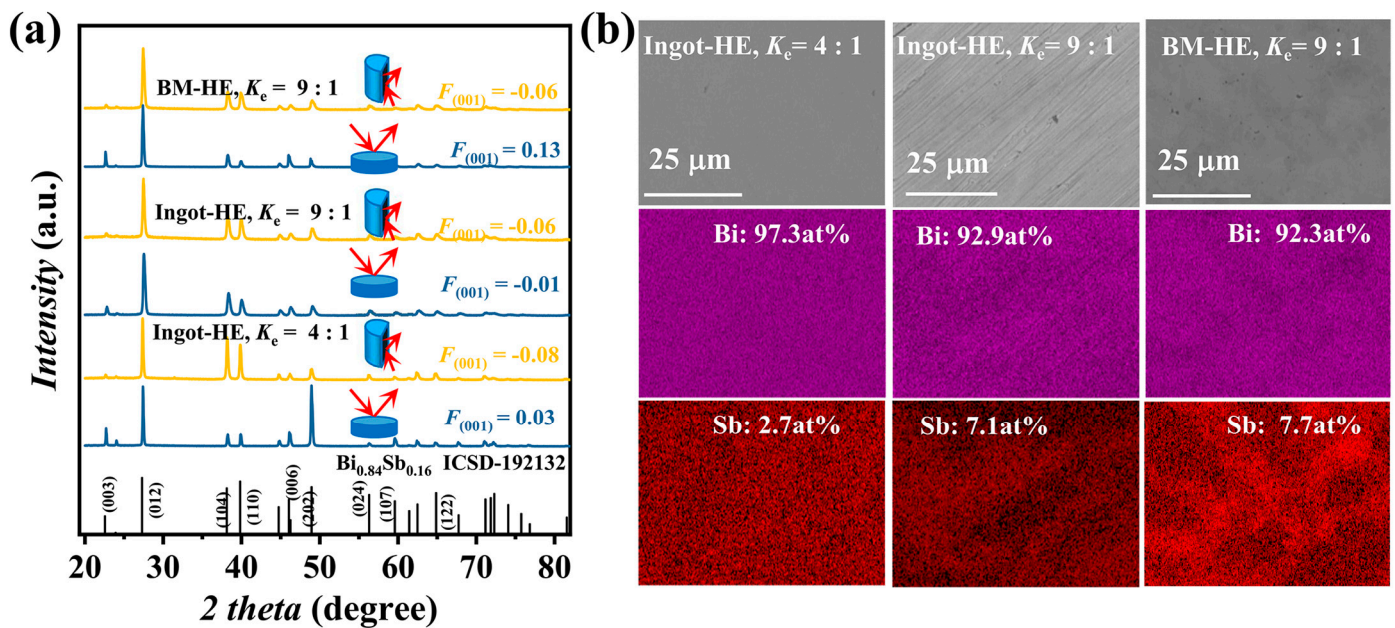 (a)
BM-HE, Ke = 9 : 1
F(001) = -0.06
F(001) = 0.13
Ingot-HE, Ke = 9 : 1
F(001) = -0.06
F(001) = -0.01
Ingot-HE, Ke = 4 : 1
F(001) = -0.08
F(001) = 0.03
Bi0.84Sb0.16 ICSD-192132
(003)
(012)
(104)
(110)
(006)
(202)
(024)
(107)
(122)
20 30 40 50 60 70 80
2 theta (degree)
Intensity (a.u.)
(b)
Ingot-HE, Ke= 4 : 1
25 μm
Ingot-HE, Ke= 9 : 1
25 μm
BM-HE, Ke= 9 : 1
25 μm
Bi: 97.3at%
Bi: 92.9at%
Bi: 92.3at%
Sb: 2.7at%
Sb: 7.1at%
Sb: 7.7at%